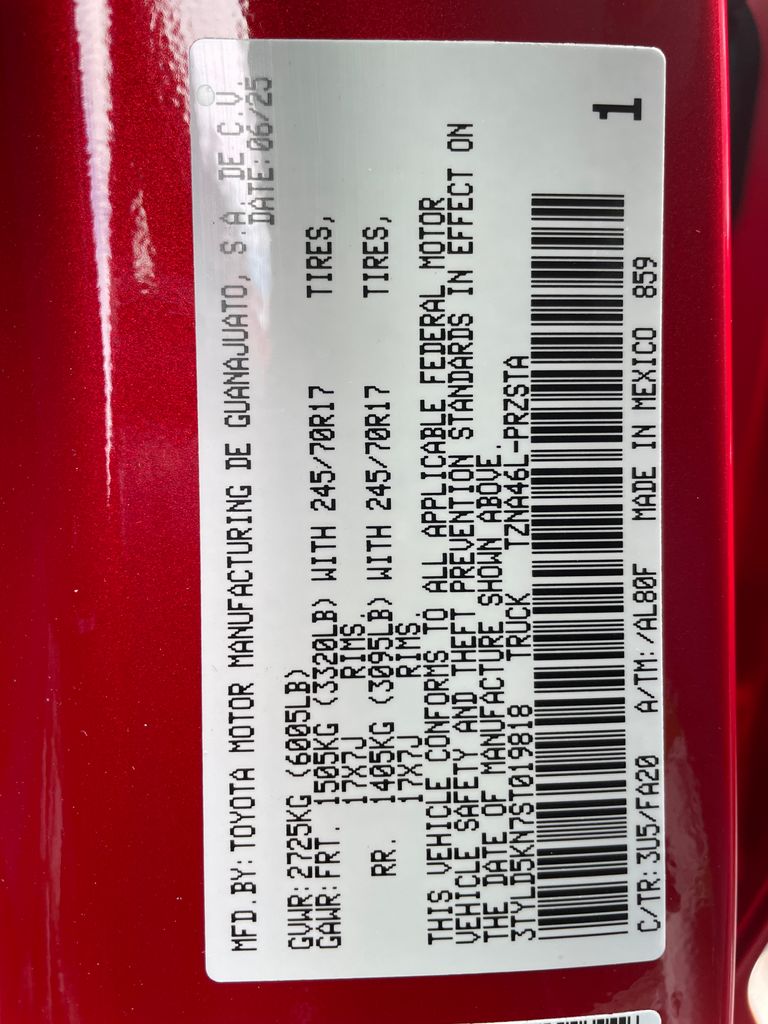 MFD.BY:TOYOTA MOTOR MANUFACTURING DE GUANAJUATO, S.A. DE C.V.
DATE:06/25
GVWR:2725KG (6005LB)
GAWR:FRT. 1505KG (3320LB) WITH 245/70R17 TIRES,
17X7J RIMS.
RR. 1405KG (3095LB) WITH 245/70R17 TIRES,
17X7J RIMS.
THIS VEHICLE CONFORMS TO ALL APPLICABLE FEDERAL MOTOR
VEHICLE SAFETY AND THEFT PREVENTION STANDARDS IN EFFECT ON
THE DATE OF MANUFACTURE SHOWN ABOVE.
3TYLD5KN7ST019818 TRUCK TZNA46L-PRZSTA
1
C/TR:3U5/FA20 A/TM:/AL80F MADE IN MEXICO 859